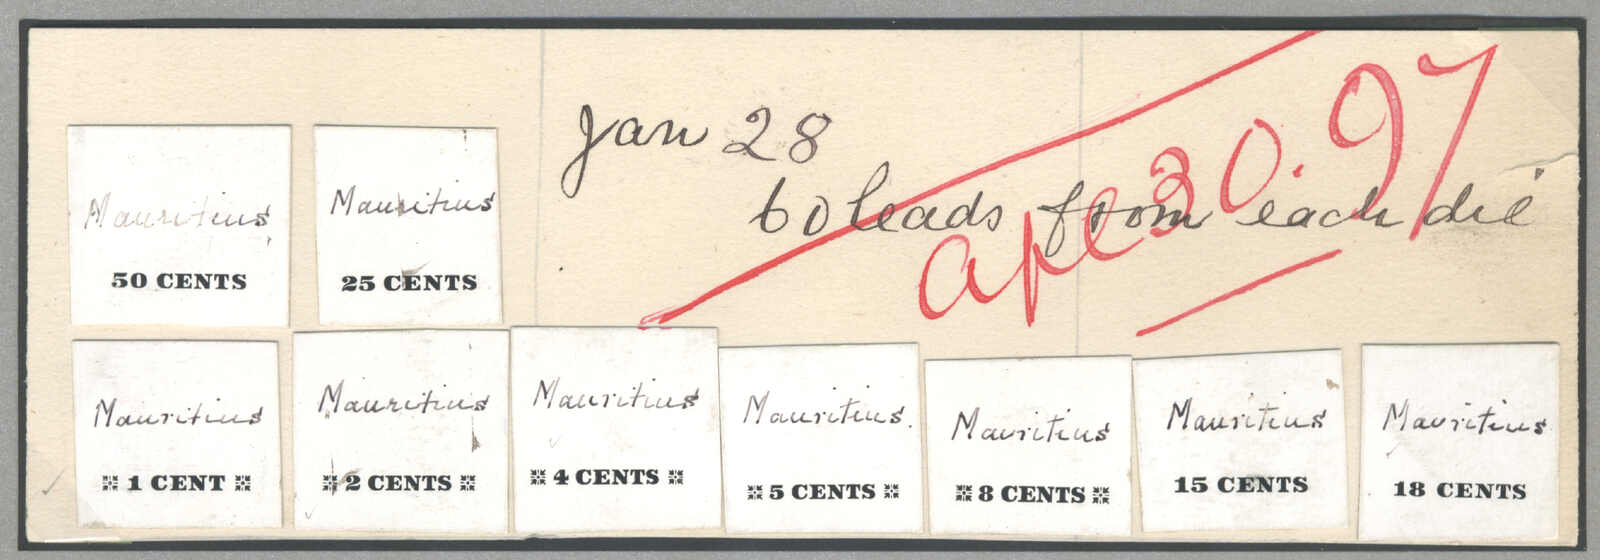 Jan 28
60 leads from each die
apl 30. 97
Mauritius
50 CENTS
Mauritius
25 CENTS
Mauritius
1 CENT
Mauritius
2 CENTS
Mauritius
4 CENTS
Mauritius.
5 CENTS
Mauritius
8 CENTS
Mauritius
15 CENTS
Mauritius
18 CENTS